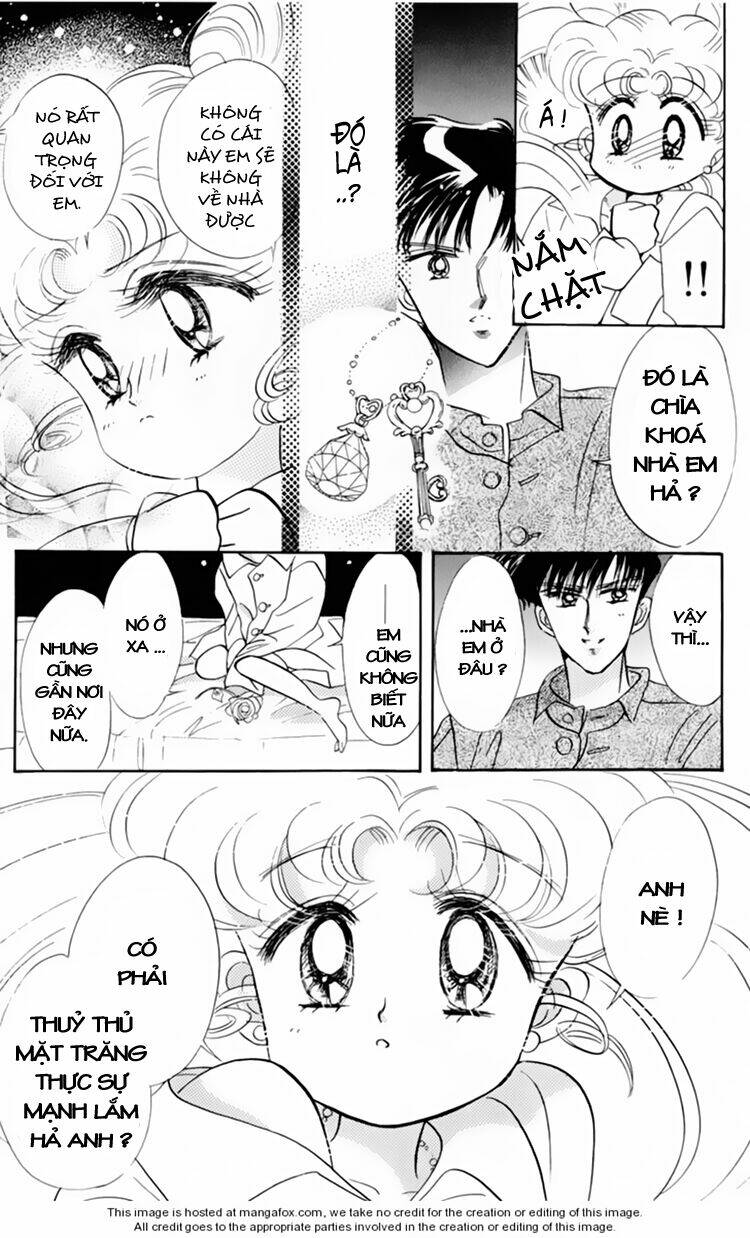 Á !
NẮM
CHẶT
!!
ĐÓ
LÀ
..?
KHÔNG
CÓ CÁI
NÀY EM SẼ
KHÔNG
VỀ NHÀ
ĐƯỢC
NÓ RẤT
QUAN
TRỌNG
ĐỐI VỚI
EM.
ĐÓ LÀ
CHÌA
KHOÁ
NHÀ EM
HẢ ?
VẬY
THÌ...
...NHÀ
EM Ở
ĐÂU ?
EM
CŨNG
KHÔNG
BIẾT
NỮA
NÓ Ở
XA ...
NHƯNG
CŨNG
GẦN NƠI
ĐÂY
NỮA.
ANH
NÈ !
CÓ
PHẢI
THUỶ THỦ
MẶT TRĂNG
THỰC SỰ
MẠNH LẮM
HẢ ANH ?
This image is hosted at mangafox.com, we take no credit for the creation or editing of this image.
All credit goes to the appropriate parties involved in the creation or editing of this image.